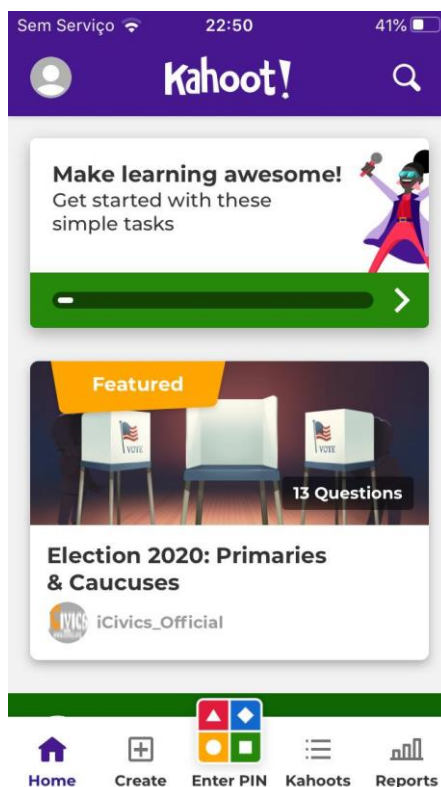 Sem Serviço 22:50 41%
Kahoot!
Make learning awesome!
Get started with these
simple tasks
Featured
VOTE
VOTE
13 Questions
Election 2020: Primaries
& Caucuses
iCivics_Official
Home Create Enter PIN Kahoots Reports